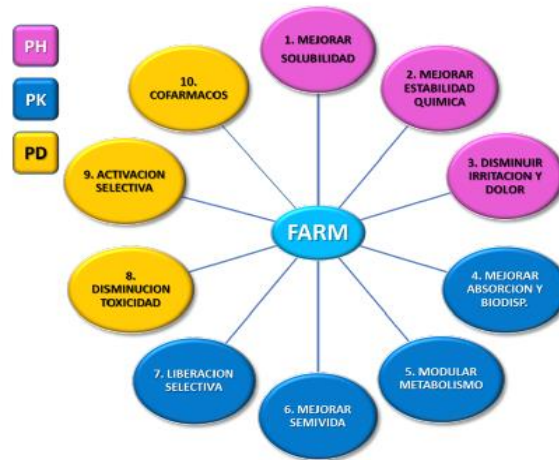 PH
PK
PD
1. MEJORAR
SOLUBILIDAD
2. MEJORAR
ESTABILIDAD
QUIMICA
3. DISMINUIR
IRRITACION Y
DOLOR
4. MEJORAR
ABSORCION Y
BIODISP.
5. MODULAR
METABOLISMO
6. MEJORAR
SEMIVIDA
7. LIBERACION
SELECTIVA
8.
DISMINUCION
TOXICIDAD
9. ACTIVACION
SELECTIVA
10.
COFARMACOS
FARM